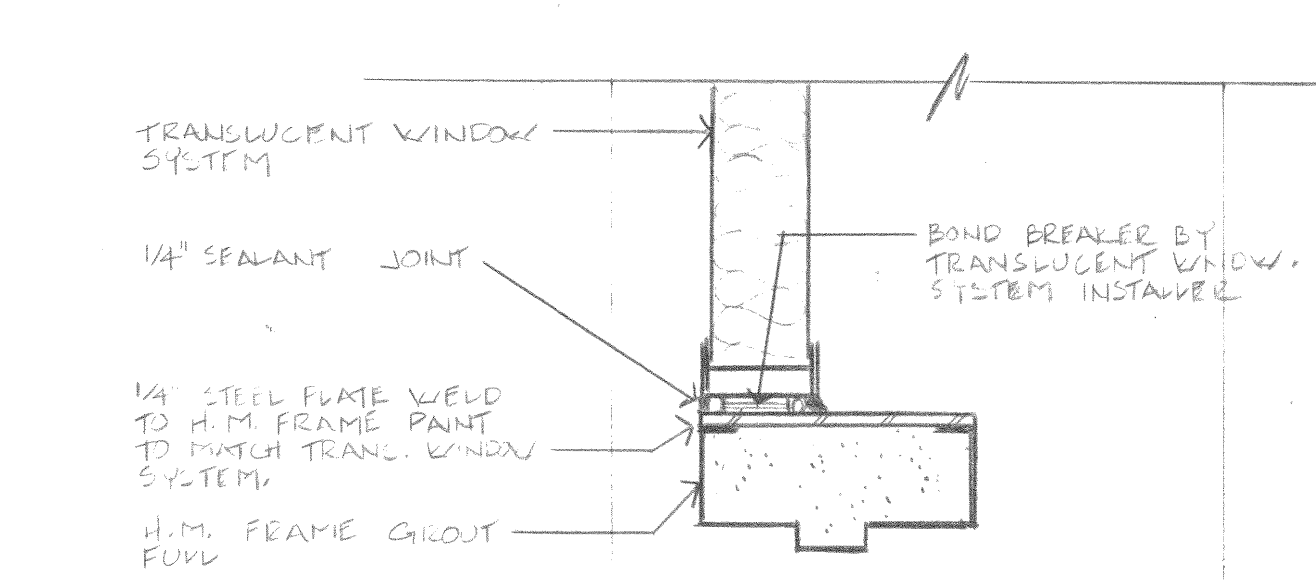 TRANSLUCENT WINDOW
SYSTEM
1/4" SEALANT JOINT
1/4" STEEL PLATE WELD
TO H.M. FRAME PAINT
TO MATCH TRANS. WINDOW
SYSTEM.
H.M. FRAME GROUT
FULL
BOND BREAKER BY
TRANSLUCENT WNDW.
SYSTEM INSTALLER